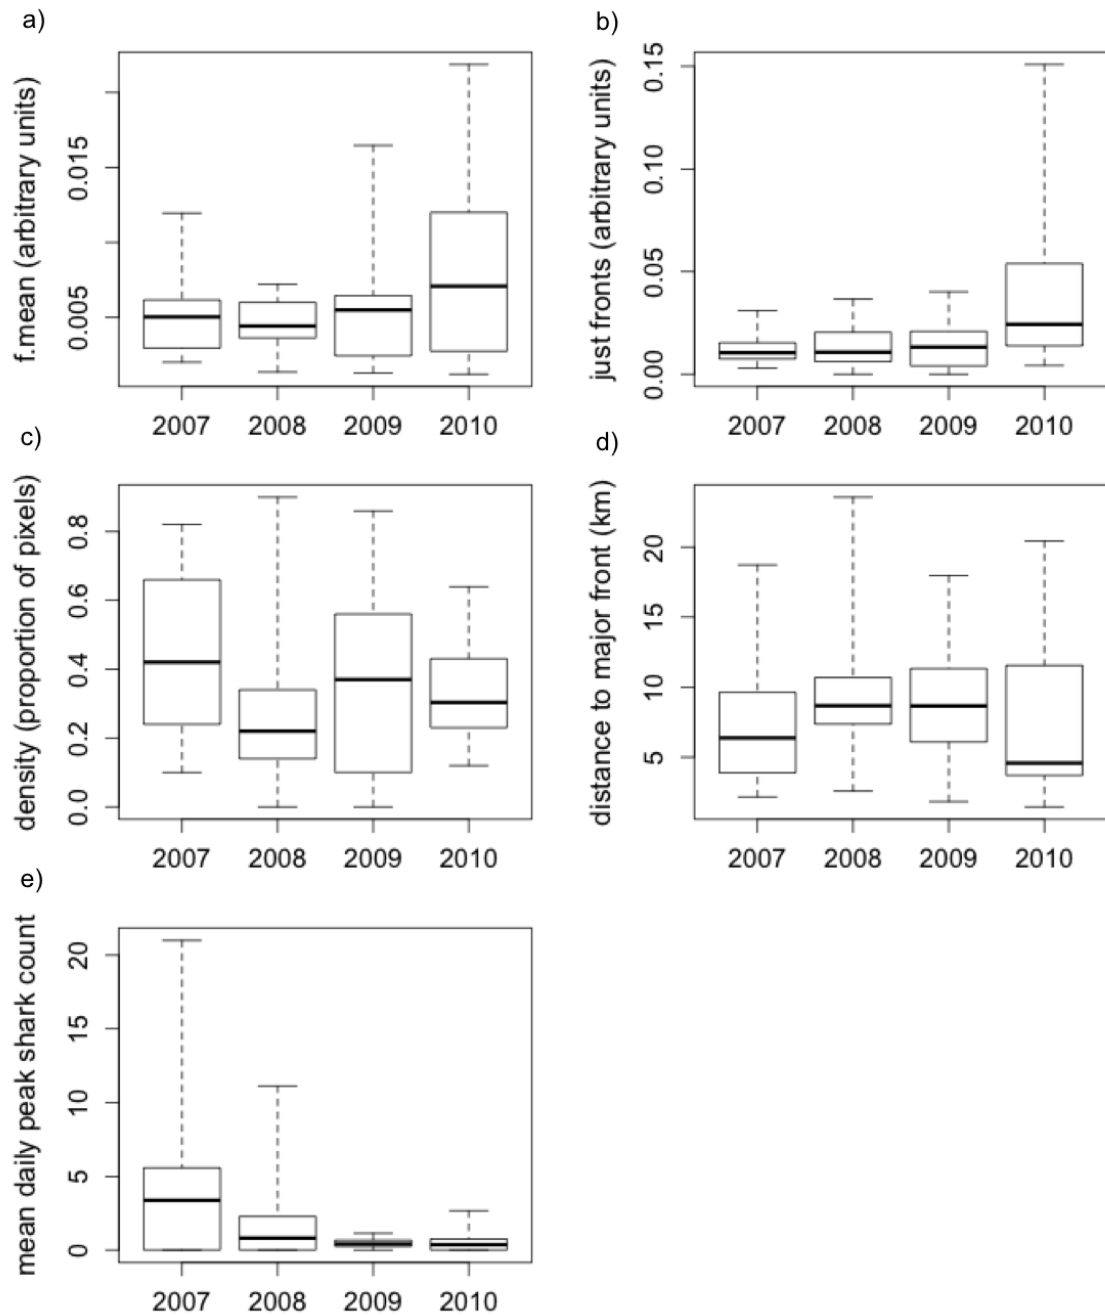 a)
f.mean (arbitrary units)
0.005 0.015
2007 2008 2009 2010
b)
just fronts (arbitrary units)
0.00 0.05 0.10 0.15
2007 2008 2009 2010
c)
density (proportion of pixels)
0.0 0.2 0.4 0.6 0.8
2007 2008 2009 2010
d)
distance to major front (km)
5 10 15 20
2007 2008 2009 2010
e)
mean daily peak shark count
0 5 10 15 20
2007 2008 2009 2010